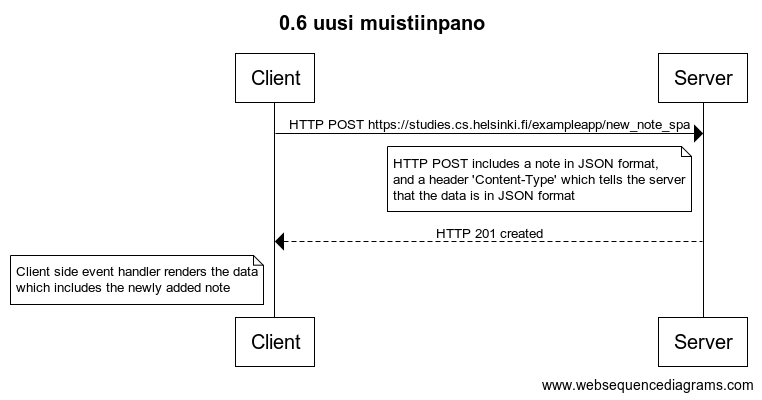 0.6 uusi muistiinpano
Client
Server
HTTP POST https://studies.cs.helsinki.fi/exampleapp/new_note_spa
HTTP POST includes a note in JSON format,
and a header 'Content-Type' which tells the server
that the data is in JSON format
HTTP 201 created
Client side event handler renders the data
which includes the newly added note
Client
Server
www.websequencediagrams.com